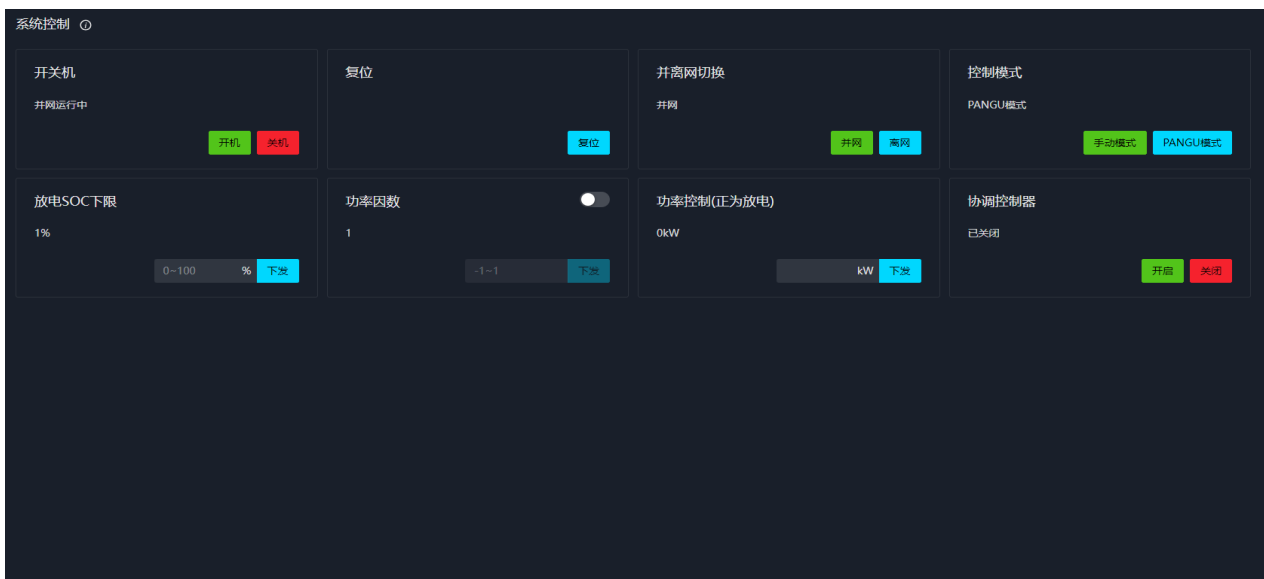 系统控制
开关机
并网运行中
开机 关机
复位
复位
并离网切换
并网
并网 离网
控制模式
PANGU模式
手动模式 PANGU模式
放电SOC下限
1%
0~100 % 下发
功率因数
1
-1~1 下发
功率控制(正为放电)
0kW
kW 下发
协调控制器
已关闭
开启 关闭